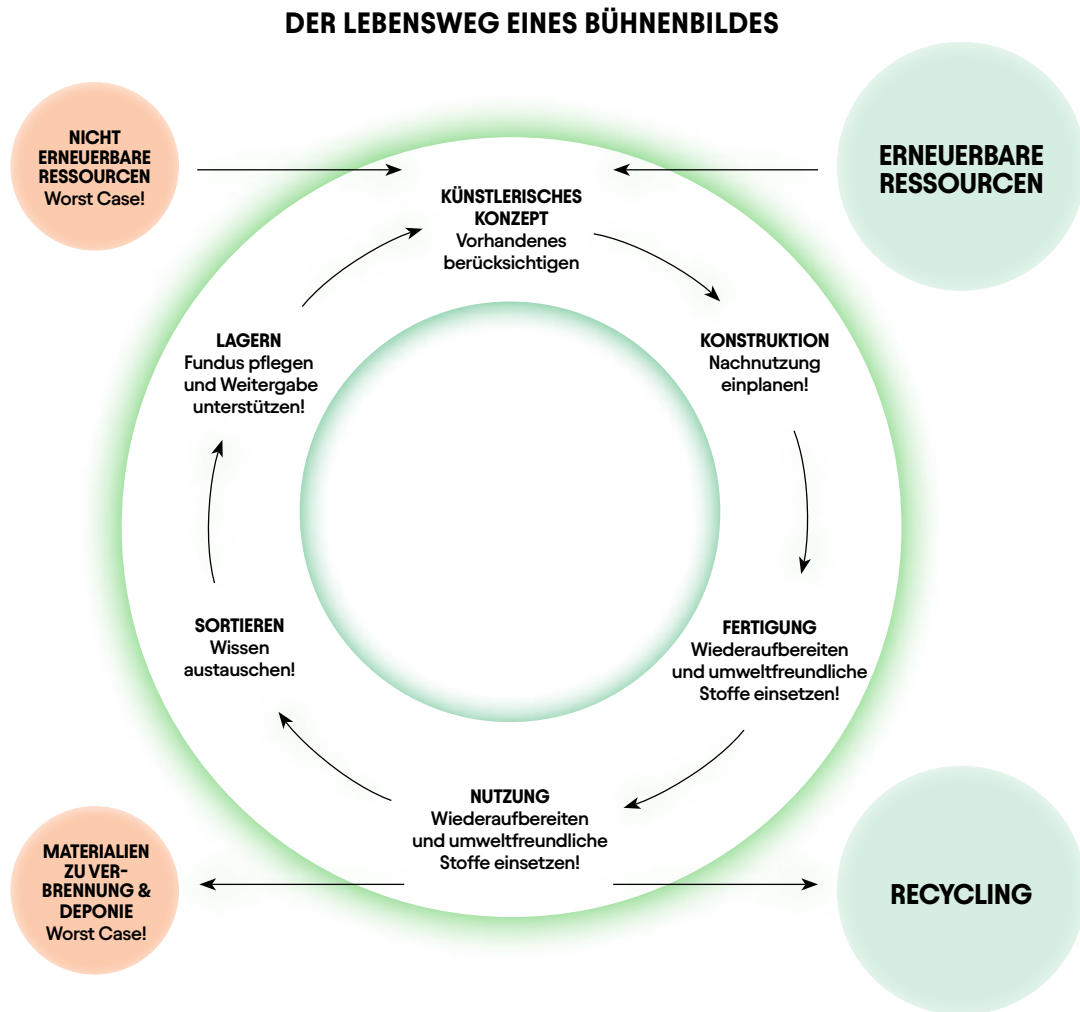 DER LEBENSWEG EINES BÜHNENBILDES
NICHT
ERNEUERBARE
RESSOURCEN
Worst Case!
ERNEUERBARE
RESSOURCEN
KÜNSTLERISCHES
KONZEPT
Vorhandenes
berücksichtigen
KONSTRUKTION
Nachnutzung
einplanen!
FERTIGUNG
Wiederaufbereiten
und umweltfreundliche
Stoffe einsetzen!
NUTZUNG
Wiederaufbereiten
und umweltfreundliche
Stoffe einsetzen!
SORTIEREN
Wissen
austauschen!
LAGERN
Fundus pflegen
und Weitergabe
unterstützen!
MATERIALIEN
ZU VER-
BRENNUNG &
DEPONIE
Worst Case!
RECYCLING